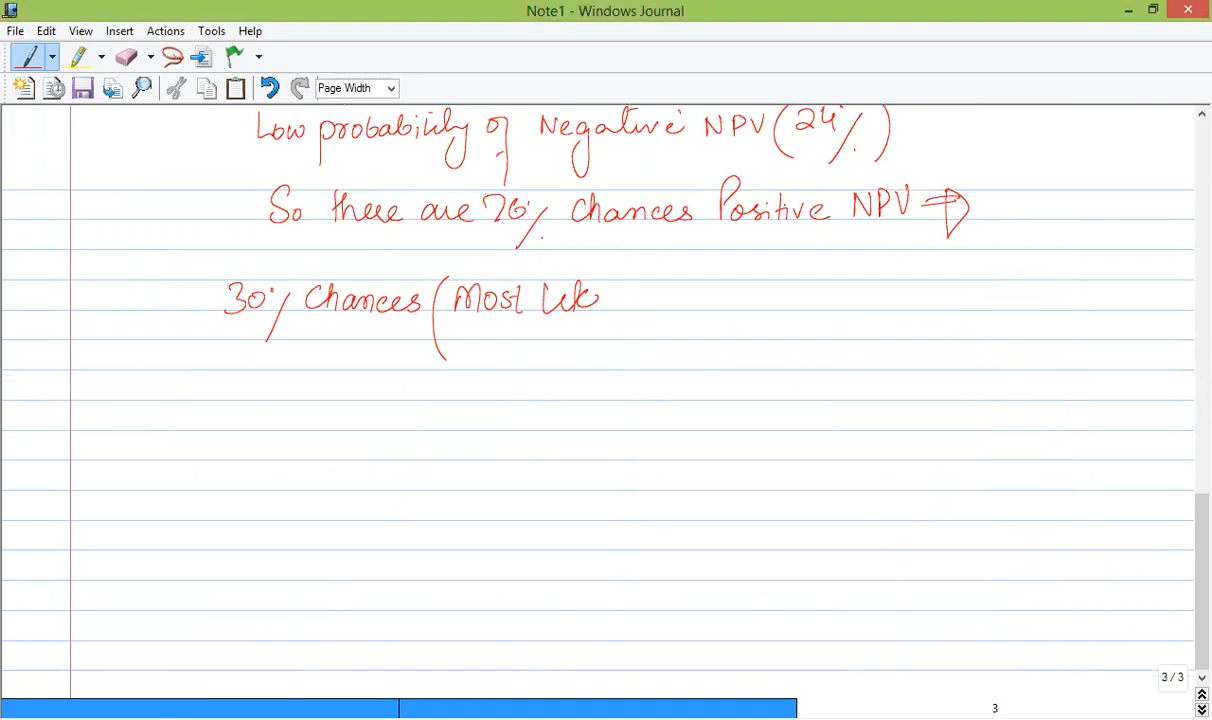 Note1 - Windows Journal
File Edit View Insert Actions Tools Help
Page Width
Low probability of Negative NPV (24%)
So there are 76% Chances Positive NPV
30% Chances (Most Like
3 / 3
3